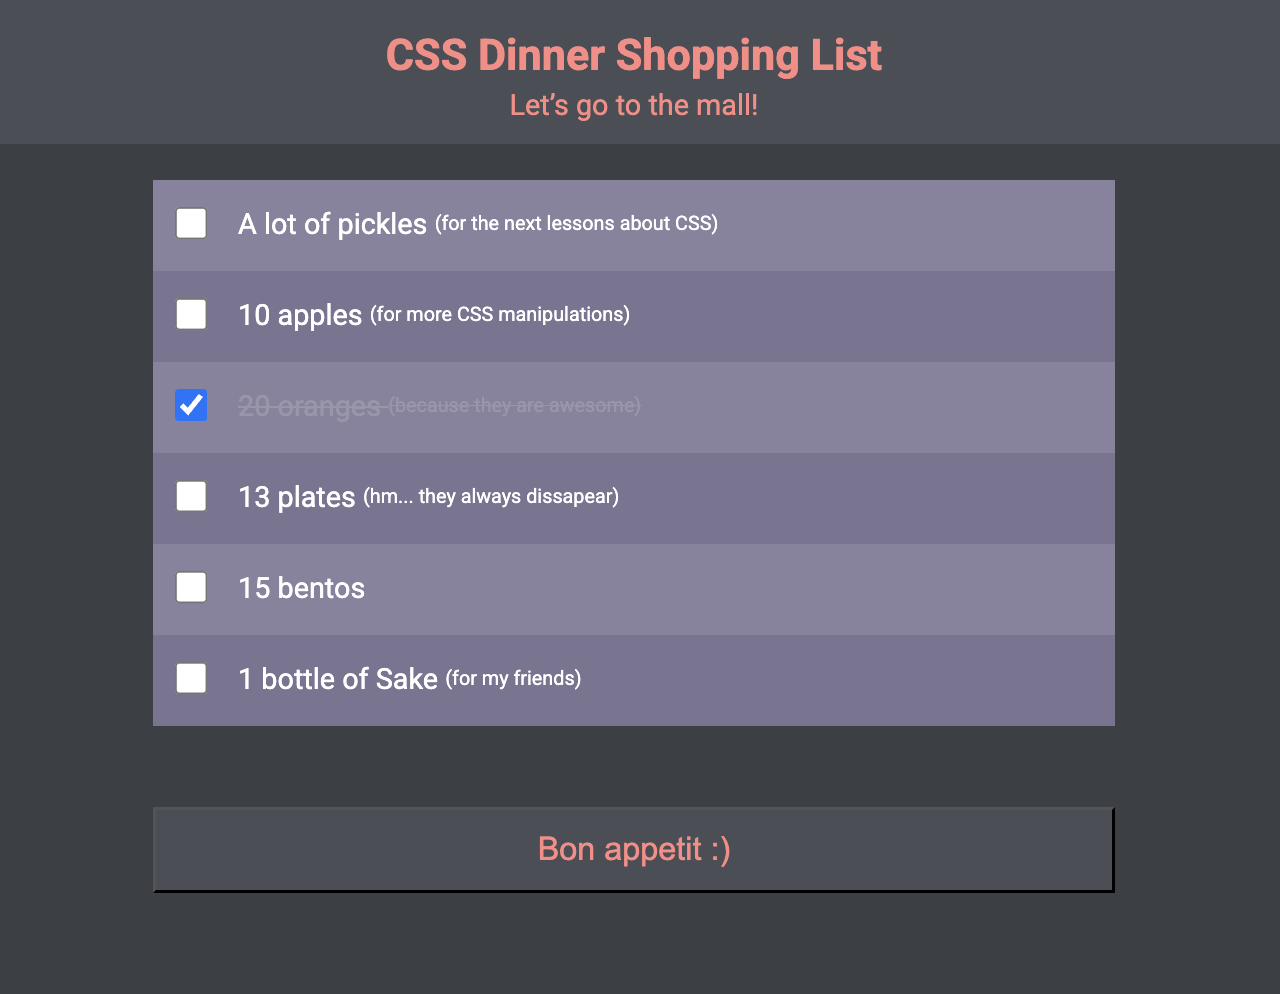 CSS Dinner Shopping List
Let’s go to the mall!
A lot of pickles (for the next lessons about CSS)
10 apples (for more CSS manipulations)
20 oranges (because they are awesome)
13 plates (hm... they always dissapear)
15 bentos
1 bottle of Sake (for my friends)
Bon appetit :)